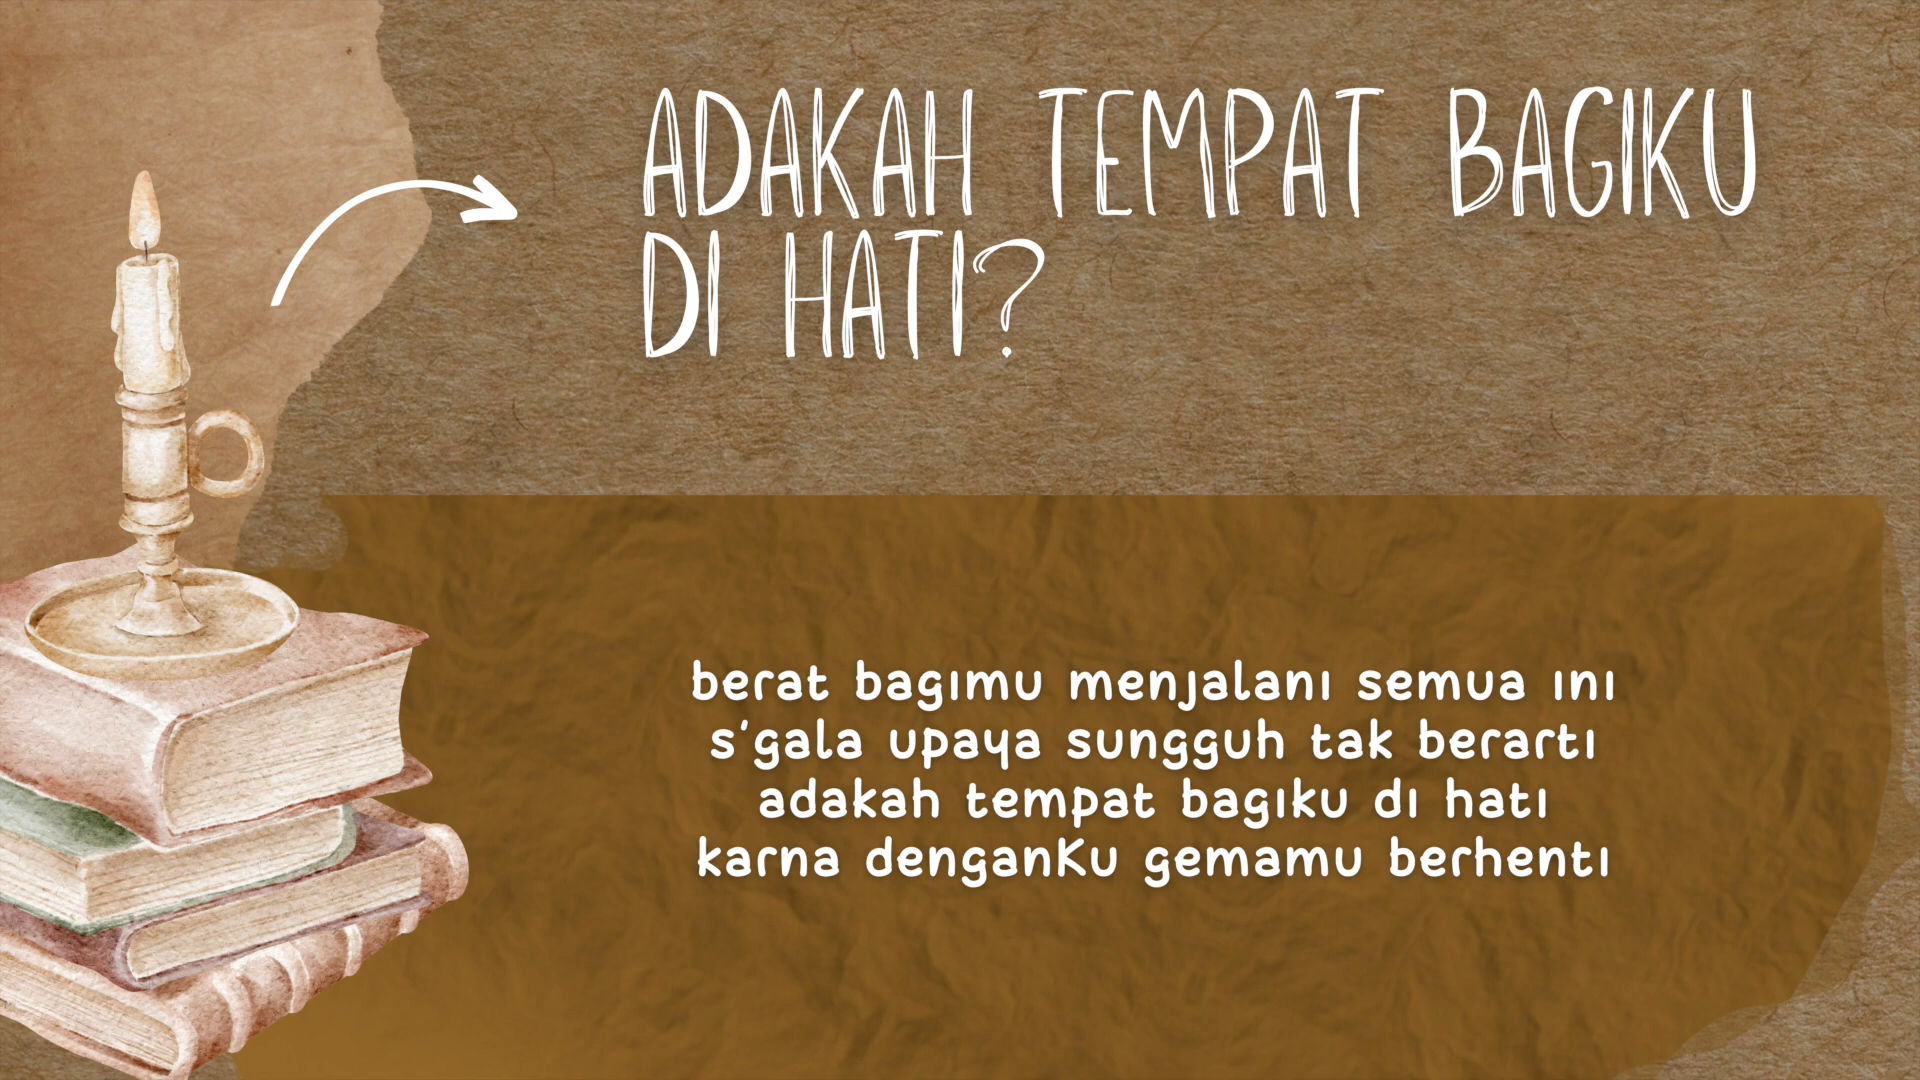 ADAKAH TEMPAT BAGIKU
DI HATI?
berat bagimu menjalani semua ini
s'gala upaya sungguh tak berarti
adakah tempat bagiku di hati
karna denganKu gemamu berhenti